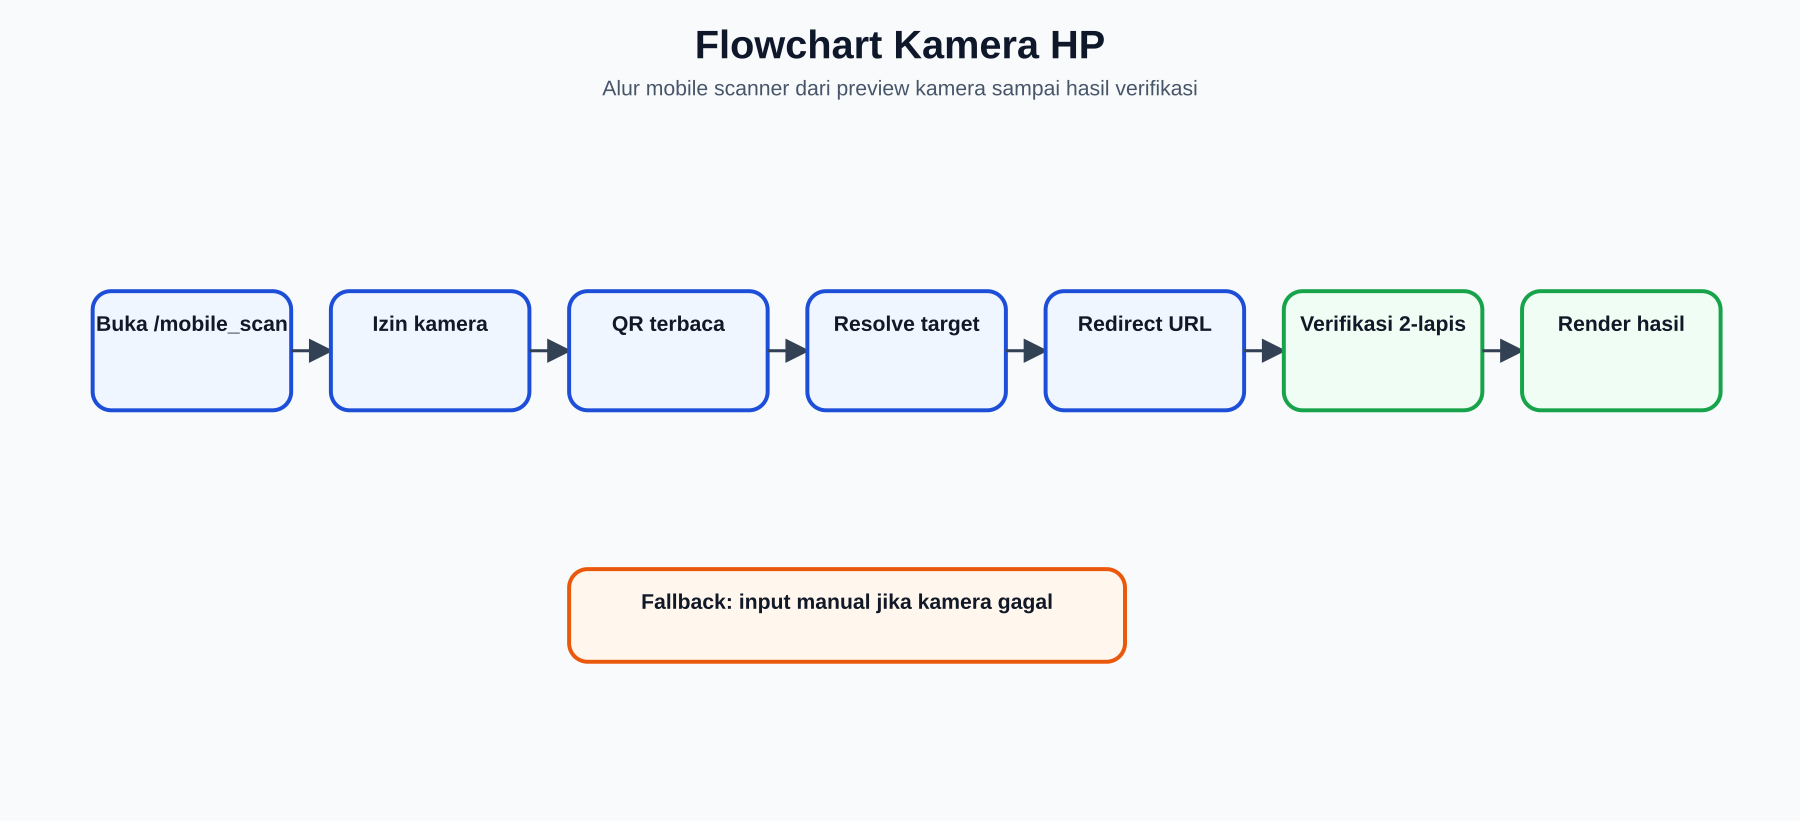 Flowchart Kamera HP
Alur mobile scanner dari preview kamera sampai hasil verifikasi
Buka /mobile_scan
Izin kamera
QR terbaca
Resolve target
Redirect URL
Verifikasi 2-lapis
Render hasil
Fallback: input manual jika kamera gagal